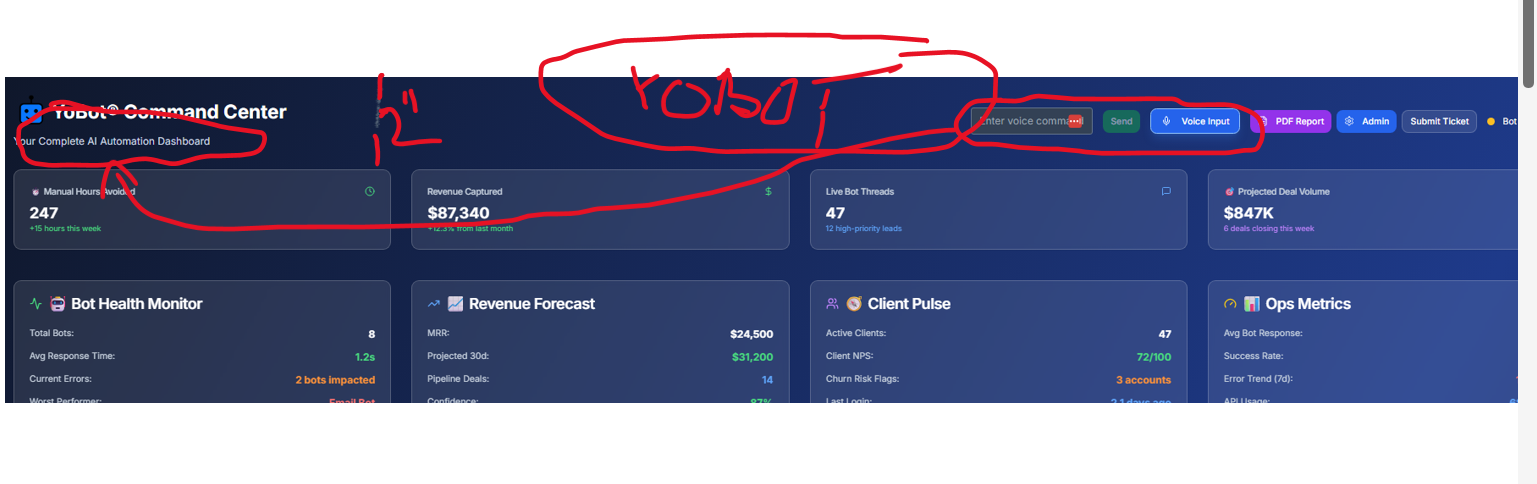 YOBOT
YoBot® Command Center
Your Complete AI Automation Dashboard
2"
Enter voice command
Send
Voice Input
PDF Report
Admin
Submit Ticket
Bot
Manual Hours Avoided
247
+15 hours this week
Revenue Captured
$87,340
+12.3% from last month
Live Bot Threads
47
12 high-priority leads
Projected Deal Volume
$847K
6 deals closing this week
Bot Health Monitor
Total Bots: 8
Avg Response Time: 1.2s
Current Errors: 2 bots impacted
Worst Performer: Email Bot
Revenue Forecast
MRR: $24,500
Projected 30d: $31,200
Pipeline Deals: 14
Confidence: 87%
Client Pulse
Active Clients: 47
Client NPS: 72/100
Churn Risk Flags: 3 accounts
Last Login: 2.1 days ago
Ops Metrics
Avg Bot Response:
Success Rate:
Error Trend (7d):
API Usage: